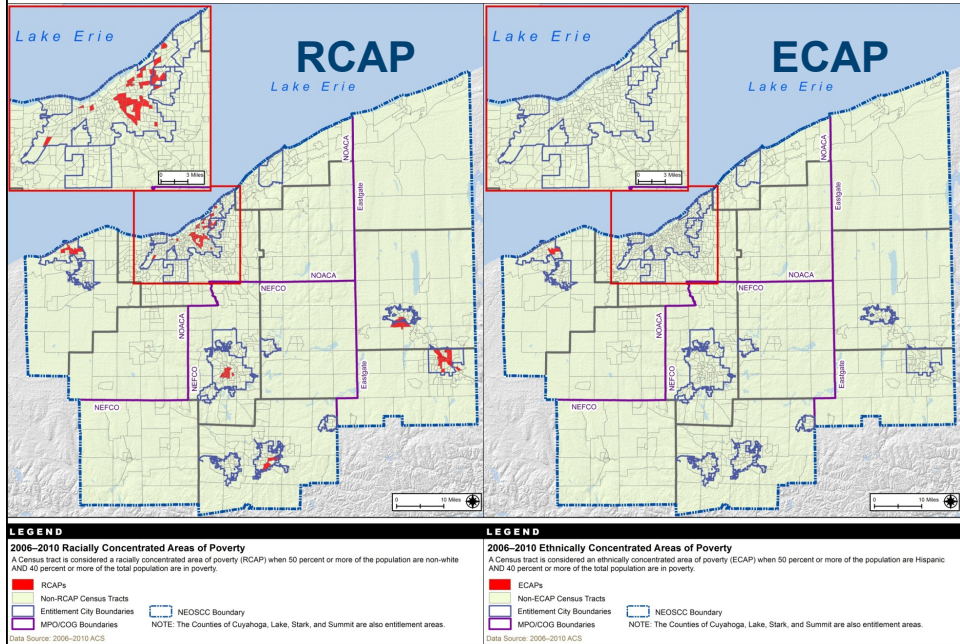 Lake Erie
RCAP
Lake Erie
0 3 Miles
NOACA
Eastgate
NOACA
NEFCO
NOACA
NEFCO
Eastgate
NEFCO
0 10 Miles
LEGEND
2006–2010 Racially Concentrated Areas of Poverty
A Census tract is considered a racially concentrated area of poverty (RCAP) when 50 percent or more of the population are non-white
AND 40 percent or more of the total population are in poverty.
RCAPs
Non-RCAP Census Tracts
Entitlement City Boundaries
NEOSCC Boundary
MPO/COG Boundaries
NOTE: The Counties of Cuyahoga, Lake, Stark, and Summit are also entitlement areas.
Data Source: 2006–2010 ACS
Lake Erie
ECAP
Lake Erie
0 3 Miles
NOACA
Eastgate
NOACA
NEFCO
NOACA
NEFCO
Eastgate
NEFCO
0 10 Miles
LEGEND
2006–2010 Ethnically Concentrated Areas of Poverty
A Census tract is considered an ethnically concentrated area of poverty (ECAP) when 50 percent or more of the population are Hispanic
AND 40 percent or more of the total population are in poverty.
ECAPs
Non-ECAP Census Tracts
Entitlement City Boundaries
NEOSCC Boundary
MPO/COG Boundaries
NOTE: The Counties of Cuyahoga, Lake, Stark, and Summit are also entitlement areas.
Data Source: 2006–2010 ACS